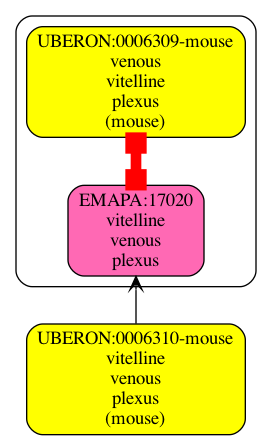 UBERON:0006309-mouse
venous
vitelline
plexus
(mouse)
EMAPA:17020
vitelline
venous
plexus
UBERON:0006310-mouse
vitelline
venous
plexus
(mouse)